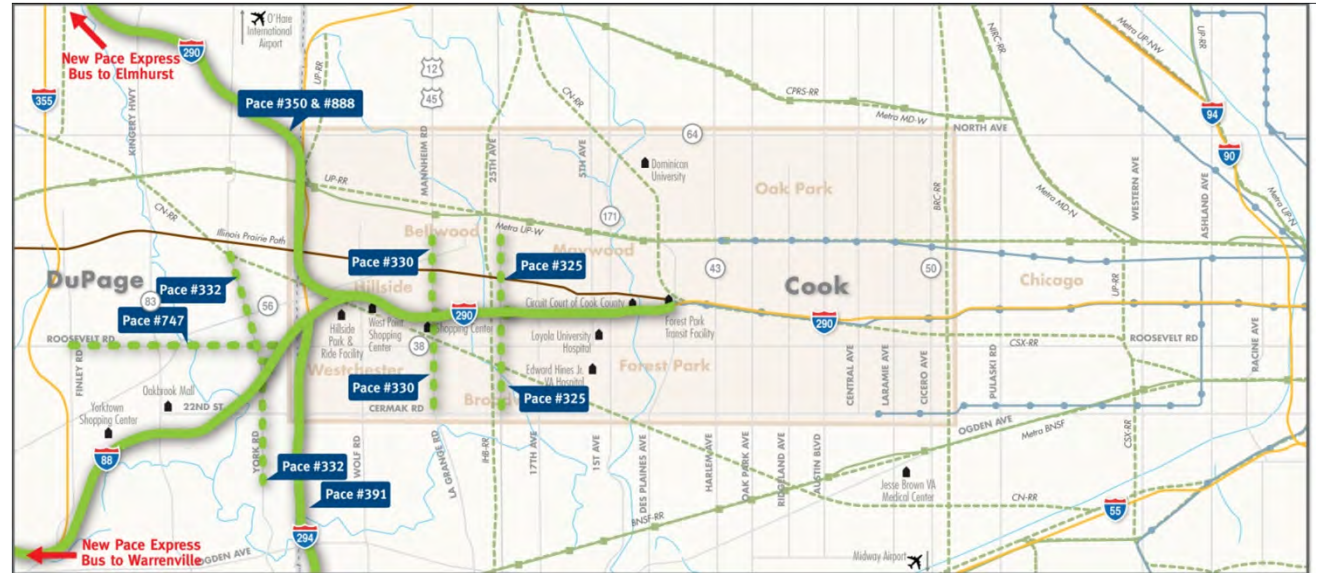 O'Hare
International
Airport
290
New Pace Express
Bus to Elmhurst
355
KINGERY HWY
UP-RR
12
45
Pace #350 & #888
CN-RR
CPRS-RR
Metra MD-W
NIRC-RR
Metra UP-NW
UP-RR
94
90
64
NORTH AVE
MANNHEIM RD
25TH AVE
5TH AVE
Dominican
University
Oak Park
BRC-RR
Metra MD-N
WESTERN AVE
ASHLAND AVE
Metra UP-N
UP-RR
CN-RR
Illinois Prairie Path
171
Bellwood
Metra UP-W
Maywood
Pace #330
Pace #325
43
50
Chicago
UP-RR
DuPage
Cook
83
Pace #332
56
Hillside
Pace #747
Circuit Court of Cook County
290
Hillside
Park &
Ride Facility
West Point
Shopping
Center
Shopping Center
38
Forest Park
Transit Facility
290
Loyola University
Hospital
CSX-RR
ROOSEVELT RD
ROOSEVELT RD
FINLEY RD
Westchester
Edward Hines Jr.
VA Hospital
Forest Park
CENTRAL AVE
LARAMIE AVE
CICERO AVE
PULASKI RD
RACINE AVE
Oakbrook Mall
22ND ST.
Pace #330
CERMAK RD
Pace #325
Yorktown
Shopping Center
OGDEN AVE
Metra BNSF
88
YORK RD
WOLF RD
LA GRANGE RD
IHB-RR
17TH AVE
1ST AVE
DES PLAINES AVE
HARLEM AVE
OAK PARK AVE
RIDGELAND AVE
AUSTIN BLVD
CSX-RR
Pace #332
Jesse Brown VA
Medical Center
Pace #391
CN-RR
55
BNSF-RR
294
New Pace Express
Bus to Warrenville
OGDEN AVE
Midway Airport